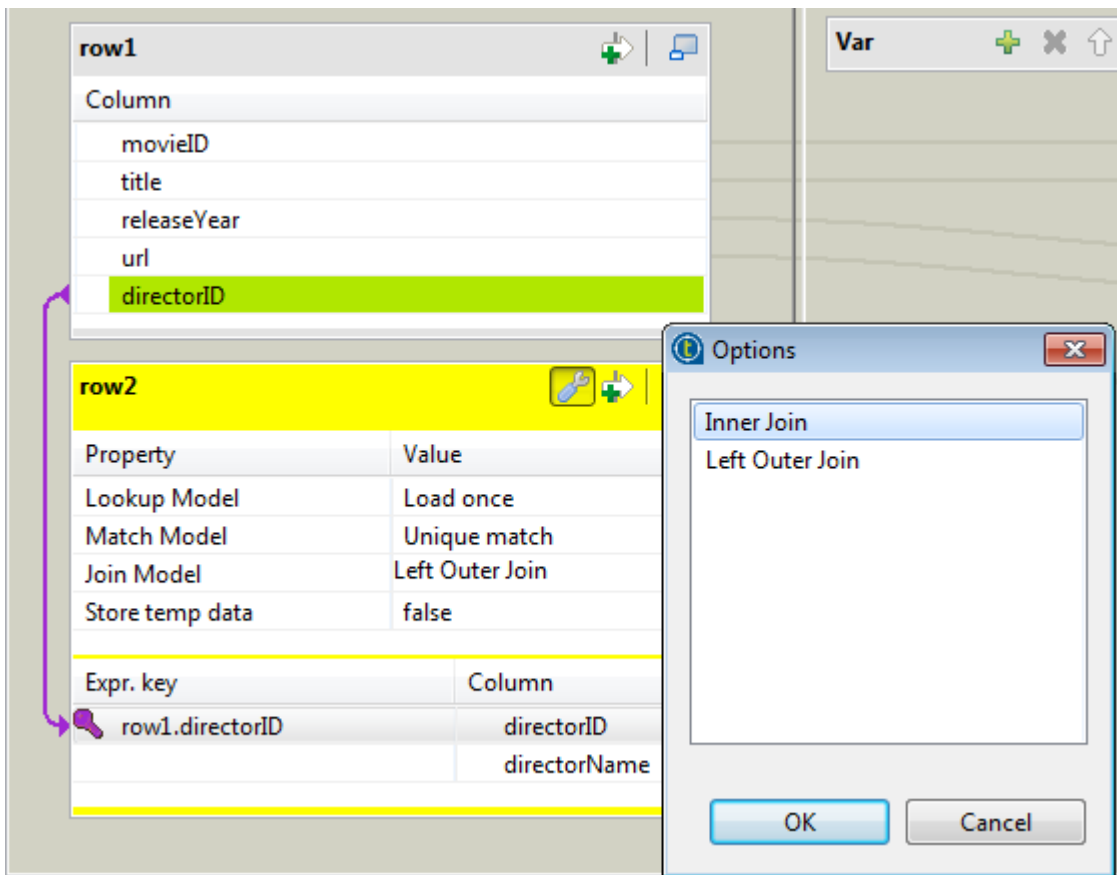 row1
Column
movieID
title
releaseYear
url
directorID
Var
row2
Property Value
Lookup Model Load once
Match Model Unique match
Join Model Left Outer Join
Store temp data false
Expr. key Column
row1.directorID directorID
directorName
Options
Inner Join
Left Outer Join
OK Cancel